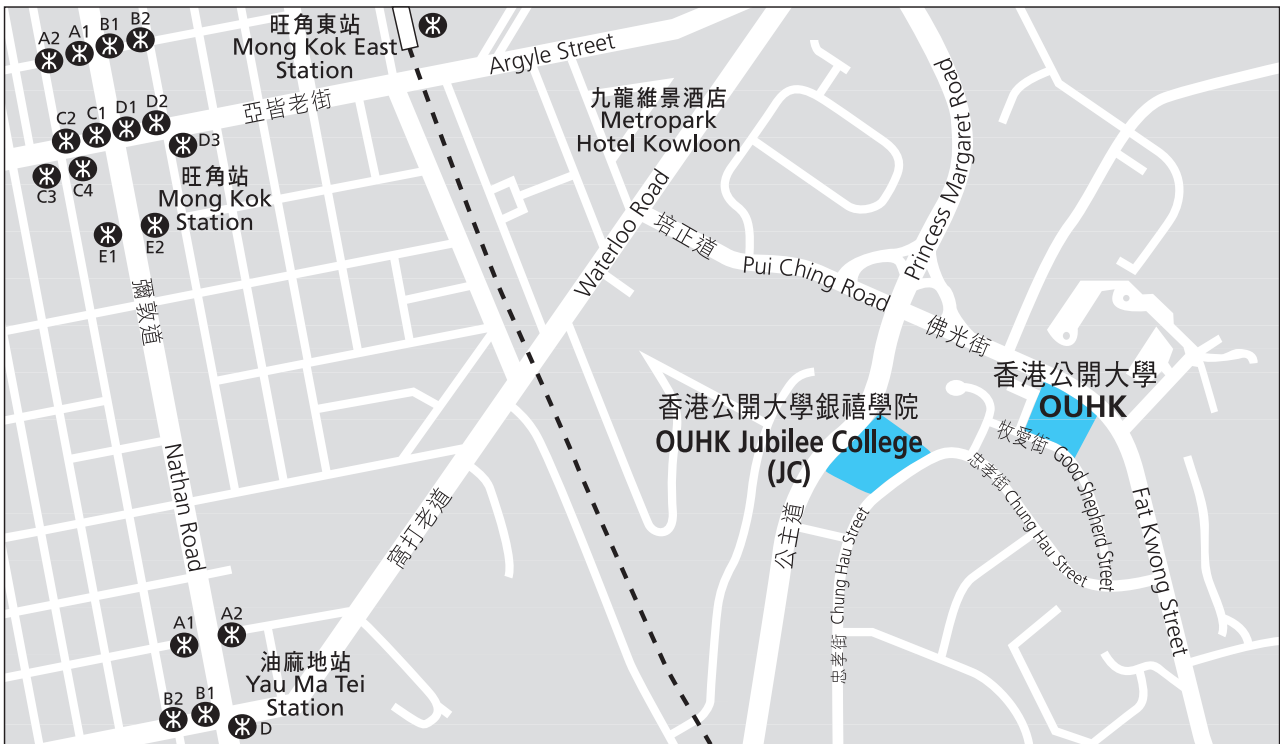 A2
A1
B1
B2
旺角東站
Mong Kok East
Station
Argyle Street
亞皆老街
C2
C1
D1
D2
D3
C3
C4
旺角站
Mong Kok
Station
E1
E2
九龍維景酒店
Metropark
Hotel Kowloon
Princess Margaret Road
Waterloo Road
培正道
Pui Ching Road
佛光街
彌敦道
香港公開大學
OUHK
香港公開大學銀禧學院
OUHK Jubilee College
(JC)
牧愛街 Good Shepherd Street
忠孝街 Chung Hau Street
Nathan Road
窩打老道
公主道
忠孝街 Chung Hau Street
Fat Kwong Street
A1
A2
油麻地站
Yau Ma Tei
Station
B2
B1
D